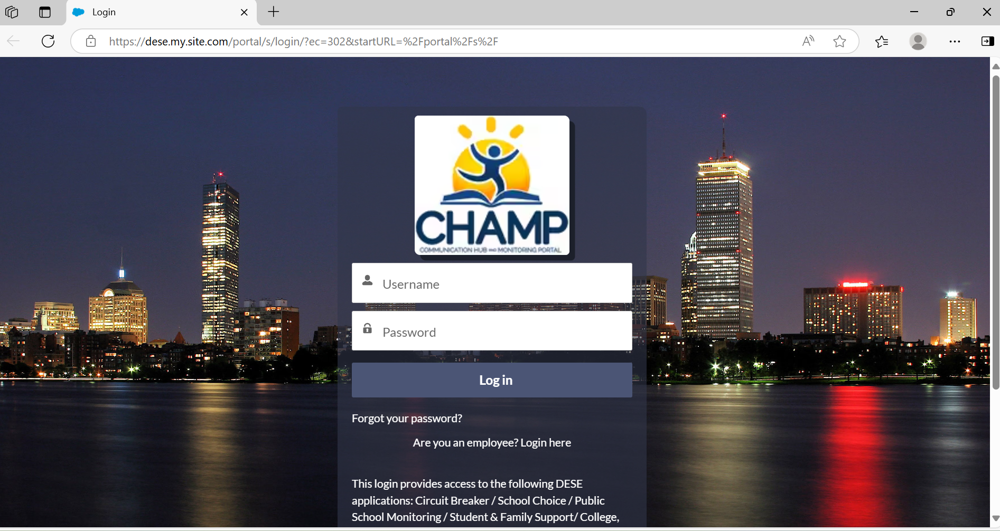 Login
https://dese.my.site.com/portal/s/login/?ec=302&startURL=%2Fportal%2Fs%2F
CHAMP
COMMUNICATION HUB AND MONITORING PORTAL
Username
Password
Log in
Forgot your password?
Are you an employee? Login here
This login provides access to the following DESE
applications: Circuit Breaker / School Choice / Public
School Monitoring / Student & Family Support/ College,